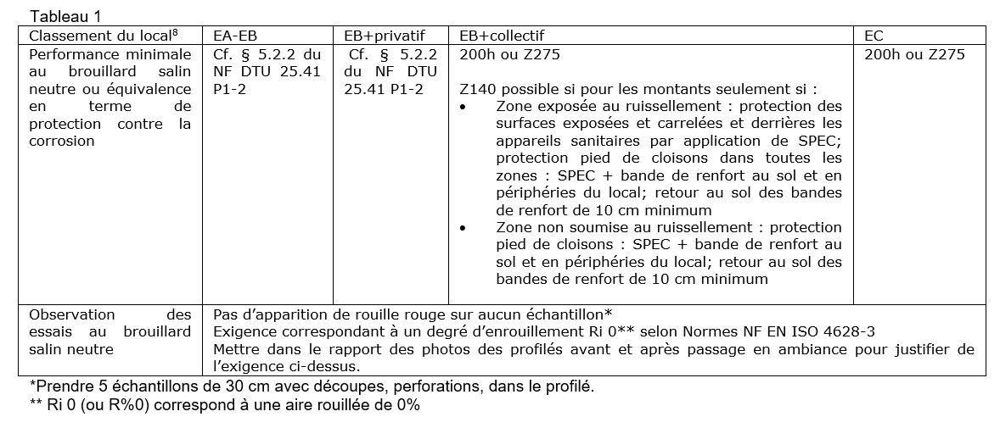 Tableau 1
Classement du local8
EA-EB
EB+privatif
EB+collectif
EC
Performance minimale
au brouillard salin
neutre ou équivalence
en terme de
protection contre la
corrosion
Cf. § 5.2.2 du
NF DTU 25.41
P1-2
Cf. § 5.2.2
du NF DTU
25.41 P1-2
200h ou Z275
Z140 possible si pour les montants seulement si :
• Zone exposée au ruissellement : protection des
surfaces exposées et carrelées et derrières les
appareils sanitaires par application de SPEC;
protection pied de cloisons dans toutes les
zones : SPEC + bande de renfort au sol et en
périphéries du local; retour au sol des bandes
de renfort de 10 cm minimum
• Zone non soumise au ruissellement : protection
pied de cloisons : SPEC + bande de renfort au
sol et en périphéries du local; retour au sol des
bandes de renfort de 10 cm minimum
200h ou Z275
Observation des
essais au brouillard
salin neutre
Pas d’apparition de rouille rouge sur aucun échantillon*
Exigence correspondant à un degré d’enrouillement Ri 0** selon Normes NF EN ISO 4628-3
Mettre dans le rapport des photos des profilés avant et après passage en ambiance pour justifier de
l’exigence ci-dessus.
*Prendre 5 échantillons de 30 cm avec découpes, perforations, dans le profilé.
** Ri 0 (ou R%0) correspond à une aire rouillée de 0%